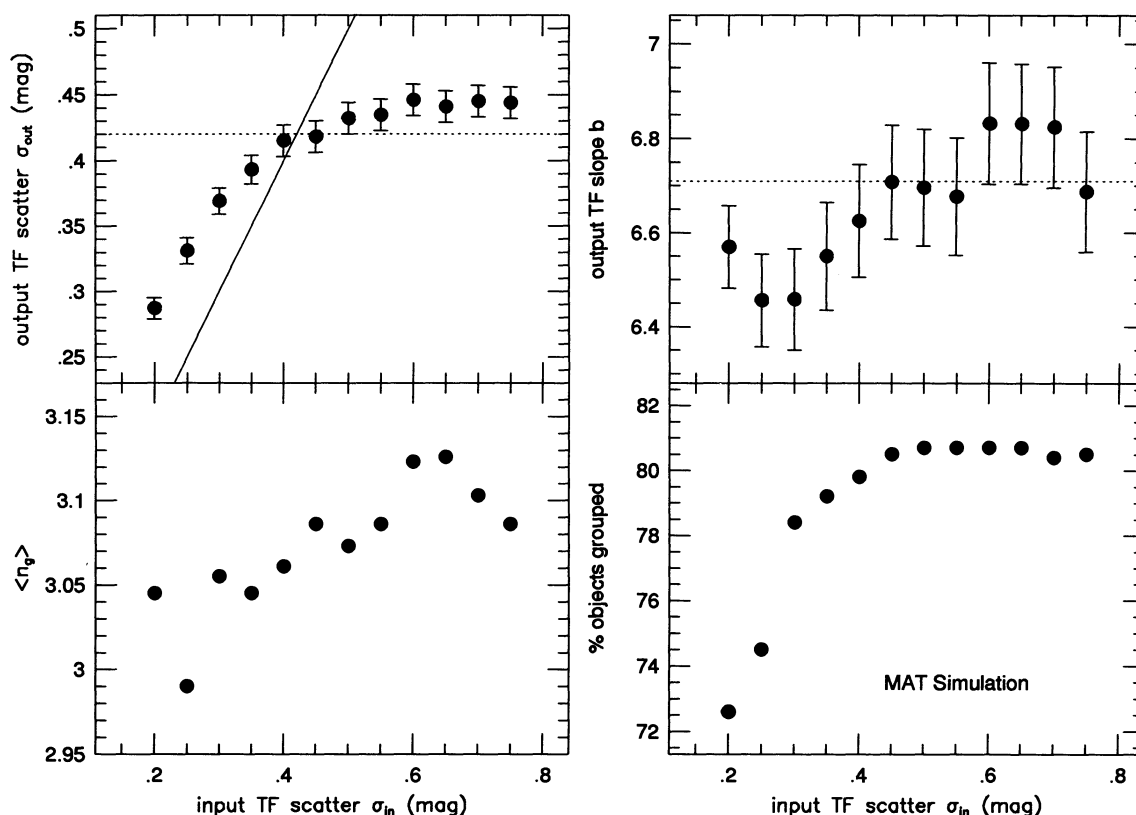 output TF scatter σout (mag)
.5
.45
.4
.35
.3
.25
output TF slope b
7
6.8
6.6
6.4
<ng>
3.15
3.1
3.05
3
2.95
.2 .4 .6 .8
input TF scatter σin (mag)
% objects grouped
82
80
78
76
74
72
MAT Simulation
.2 .4 .6 .8
input TF scatter σin (mag)